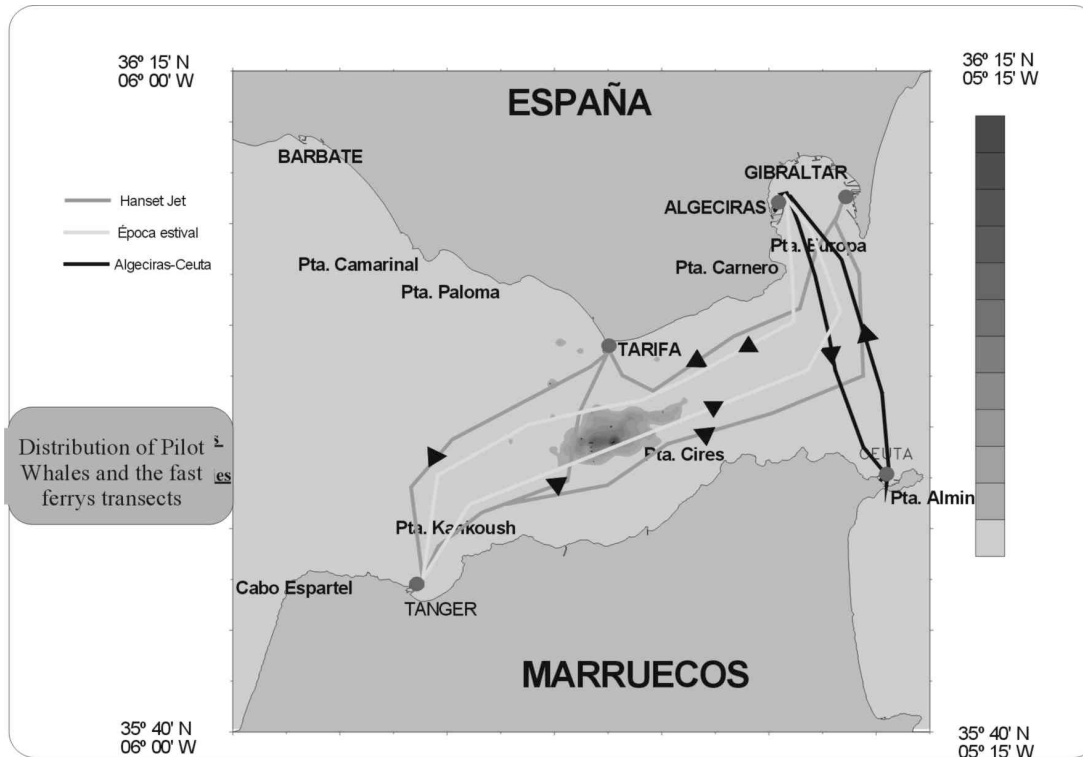 36º 15' N
06º 00' W
36º 15' N
05º 15' W
ESPAÑA
BARBATE
GIBRALTAR
ALGECIRAS
Hanset Jet
Época estival
Algeciras-Ceuta
Pta. Europa
Pta. Camarinal
Pta. Carnero
Pta. Paloma
TARIFA
Distribution of Pilot
Whales and the fast
ferrys transects
Pta. Cires
CEUTA
Pta. Almin
Pta. Kankoush
Cabo Espartel
TANGER
MARRUECOS
35º 40' N
06º 00' W
35º 40' N
05º 15' W